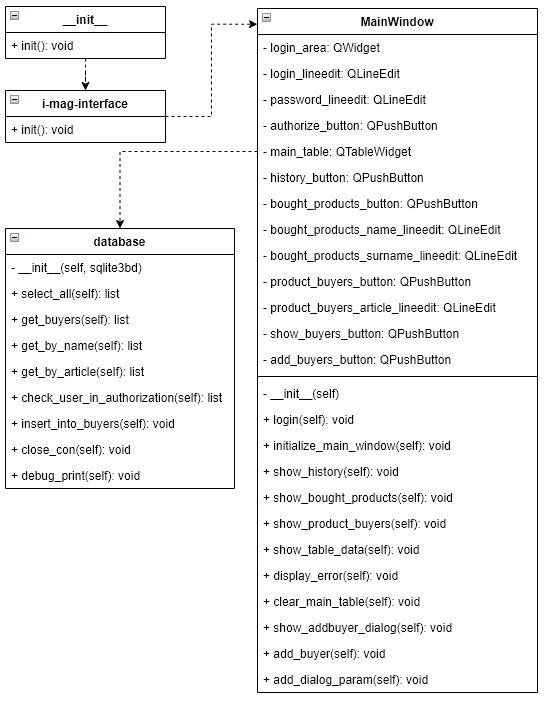 __init__
+ init(): void
i-mag-interface
+ init(): void
database
- __init__(self, sqlite3bd)
+ select_all(self): list
+ get_buyers(self): list
+ get_by_name(self): list
+ get_by_article(self): list
+ check_user_in_authorization(self): list
+ insert_into_buyers(self): void
+ close_con(self): void
+ debug_print(self): void
MainWindow
- login_area: QWidget
- login_lineedit: QLineEdit
- password_lineedit: QLineEdit
- authorize_button: QPushButton
- main_table: QTableWidget
- history_button: QPushButton
- bought_products_button: QPushButton
- bought_products_name_lineedit: QLineEdit
- bought_products_surname_lineedit: QLineEdit
- product_buyers_button: QPushButton
- product_buyers_article_lineedit: QLineEdit
- show_buyers_button: QPushButton
- add_buyers_button: QPushButton
- __init__(self)
+ login(self): void
+ initialize_main_window(self): void
+ show_history(self): void
+ show_bought_products(self): void
+ show_product_buyers(self): void
+ show_table_data(self): void
+ display_error(self): void
+ clear_main_table(self): void
+ show_addbuyer_dialog(self): void
+ add_buyer(self): void
+ add_dialog_param(self): void